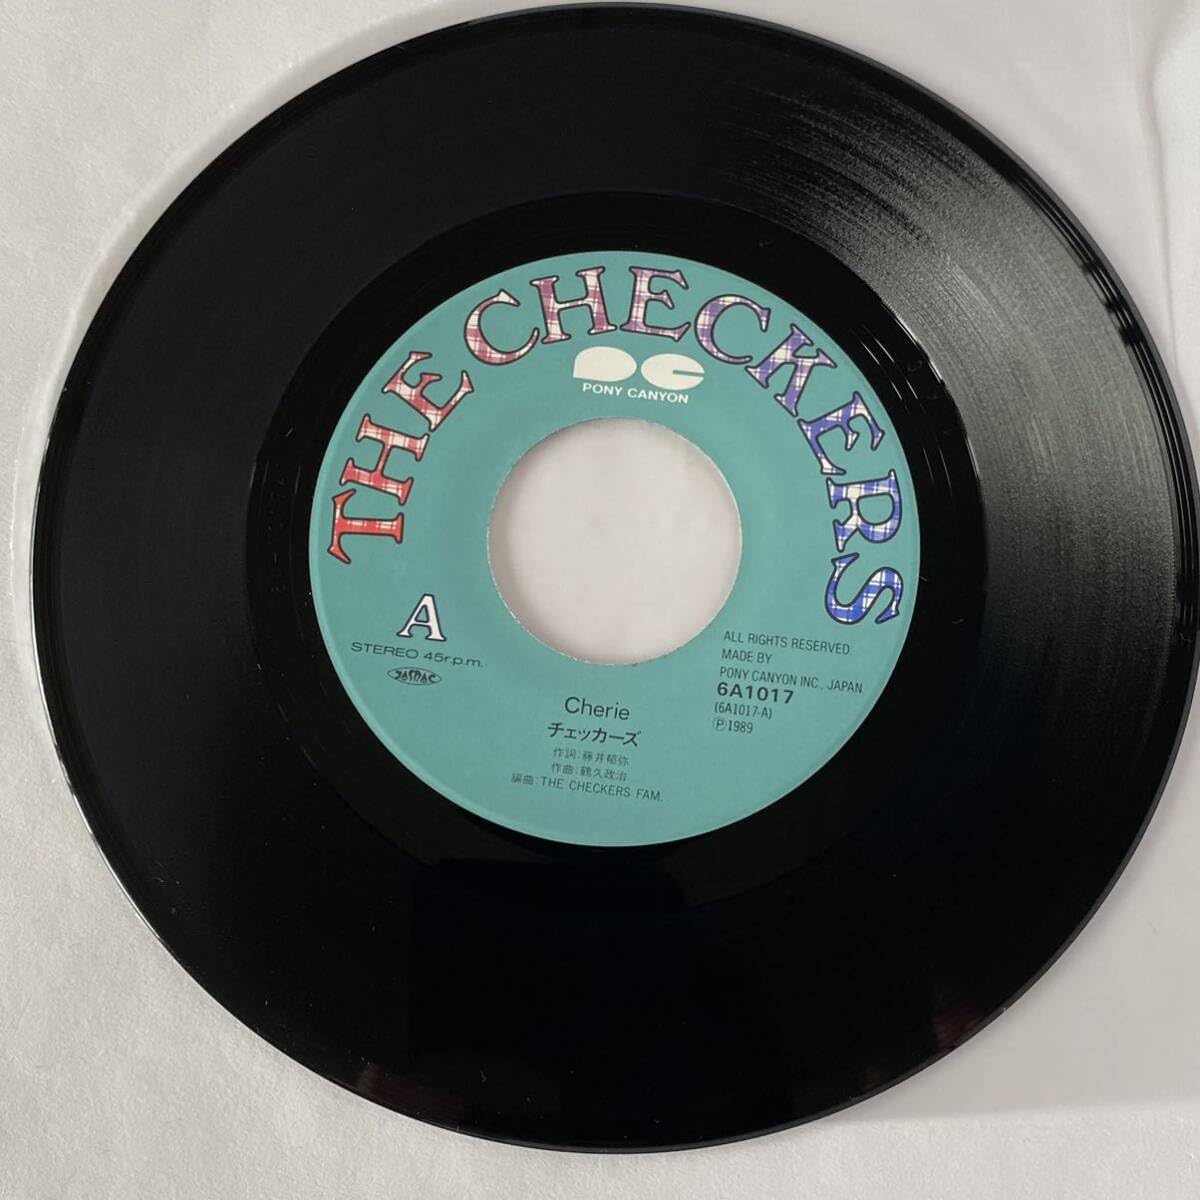 THE CHECKERS
PONY CANYON
A
STEREO 45r.p.m.
JASRAC
ALL RIGHTS RESERVED.
MADE BY
PONY CANYON INC., JAPAN.
6A1017
(6A1017-A)
Ⓟ1989
Cherie
チェッカーズ
作詞:藤井郁弥
作曲:鶴久政治
編曲:THE CHECKERS FAM.